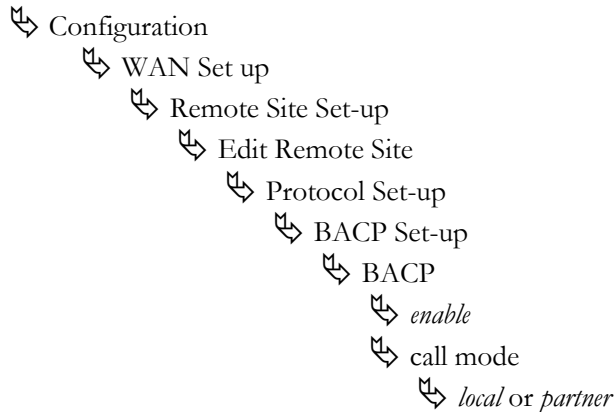 Configuration
WAN Set up
Remote Site Set-up
Edit Remote Site
Protocol Set-up
BACP Set-up
BACP
enable
call mode
local or partner